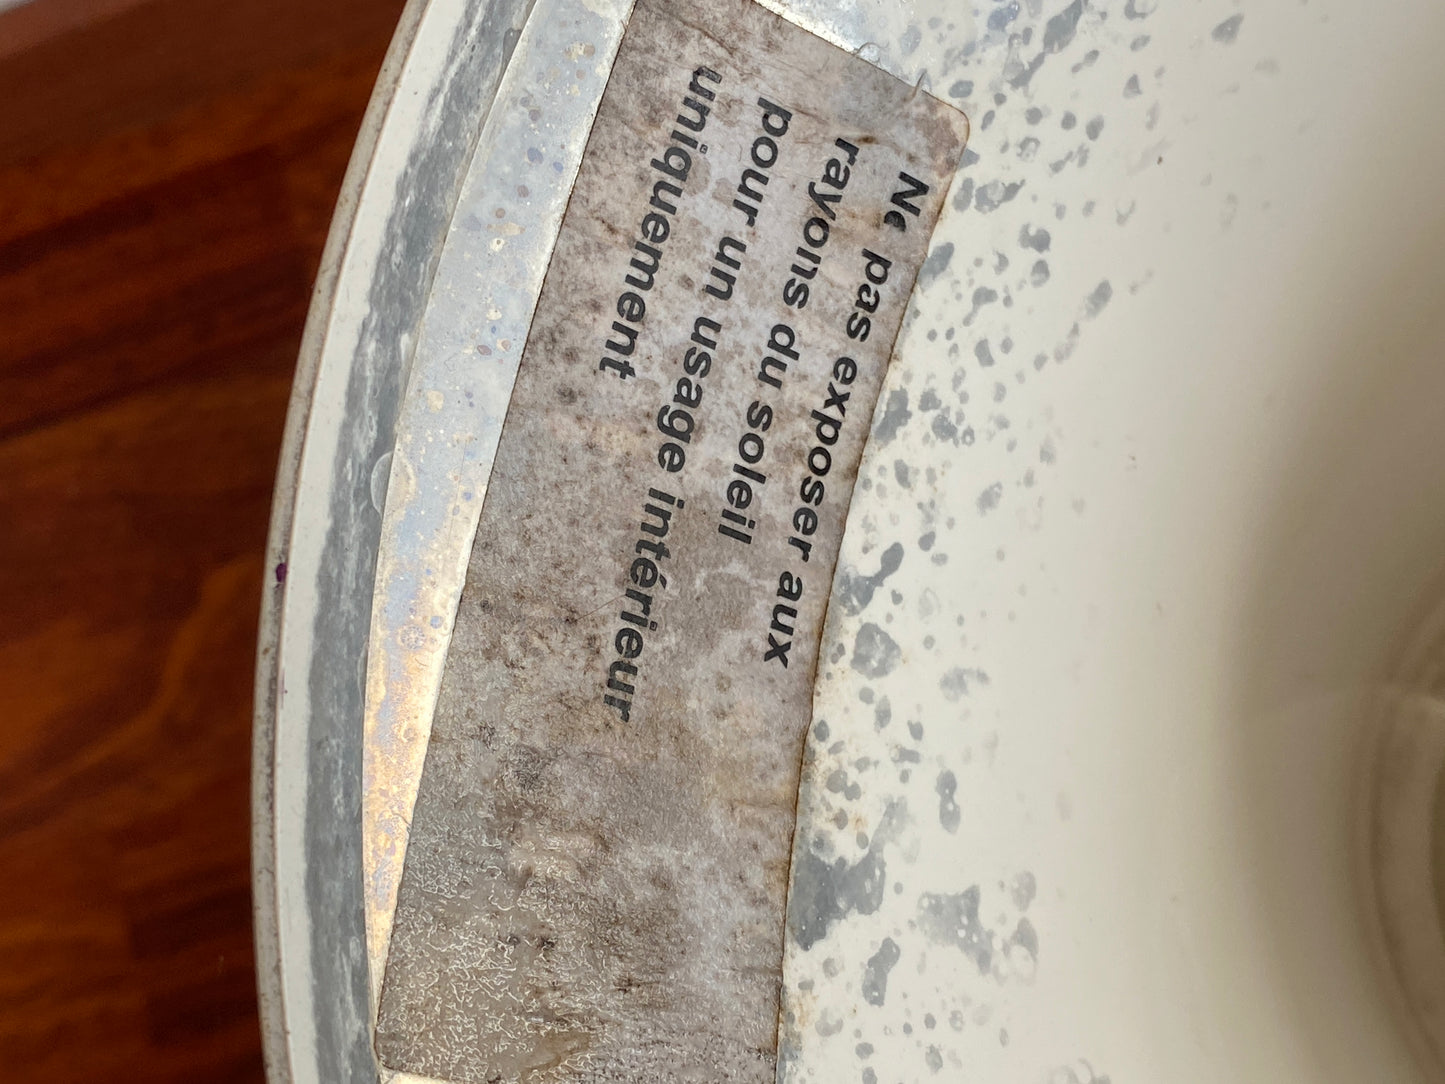 Ne pas exposer aux
rayons du soleil
pour un usage intérieur
uniquement